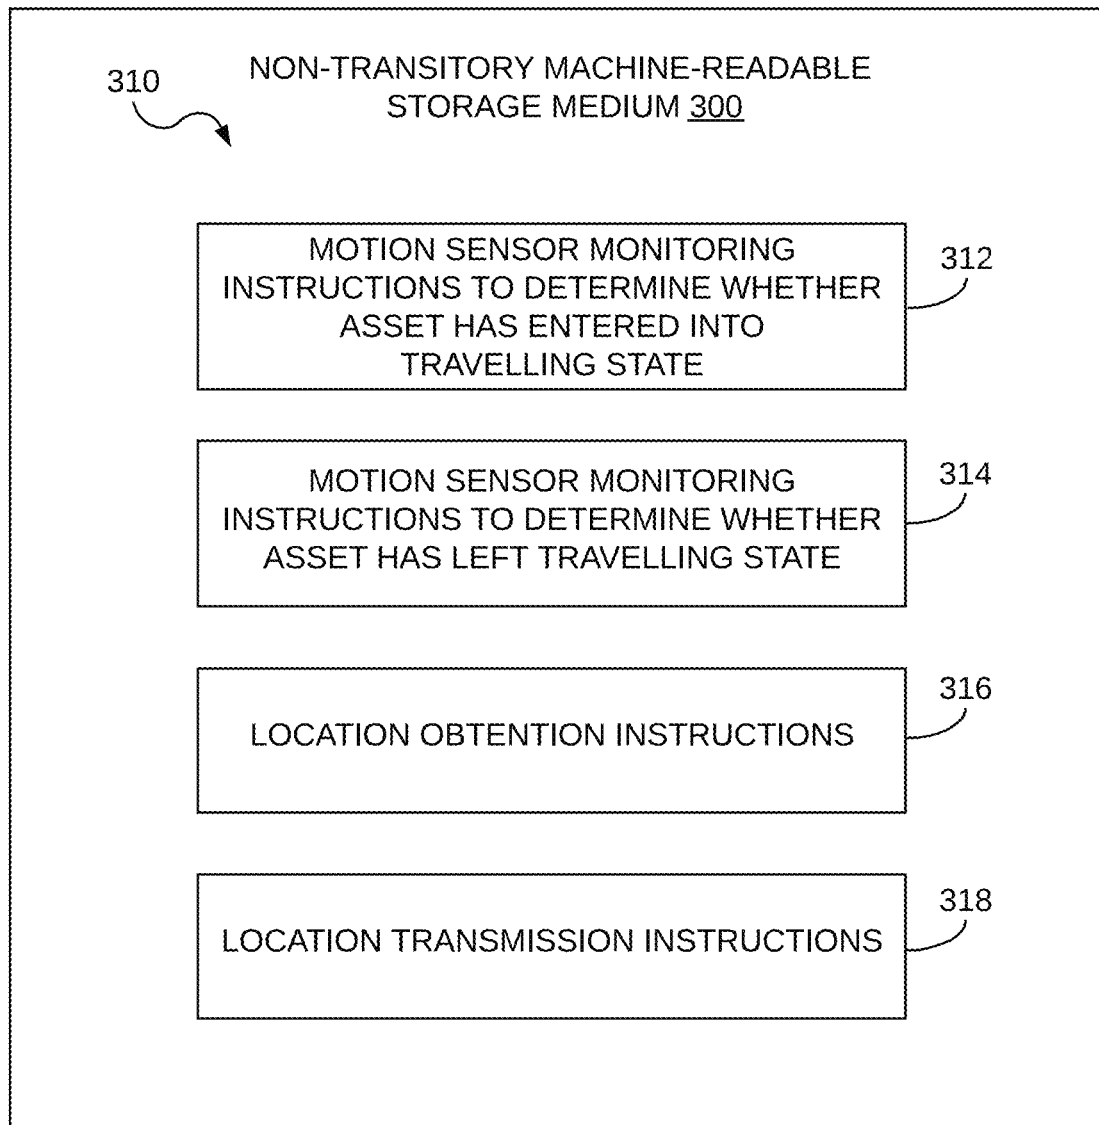 310
NON-TRANSITORY MACHINE-READABLE
STORAGE MEDIUM 300
MOTION SENSOR MONITORING
INSTRUCTIONS TO DETERMINE WHETHER
ASSET HAS ENTERED INTO
TRAVELLING STATE
312
MOTION SENSOR MONITORING
INSTRUCTIONS TO DETERMINE WHETHER
ASSET HAS LEFT TRAVELLING STATE
314
LOCATION OBTENTION INSTRUCTIONS
316
LOCATION TRANSMISSION INSTRUCTIONS
318